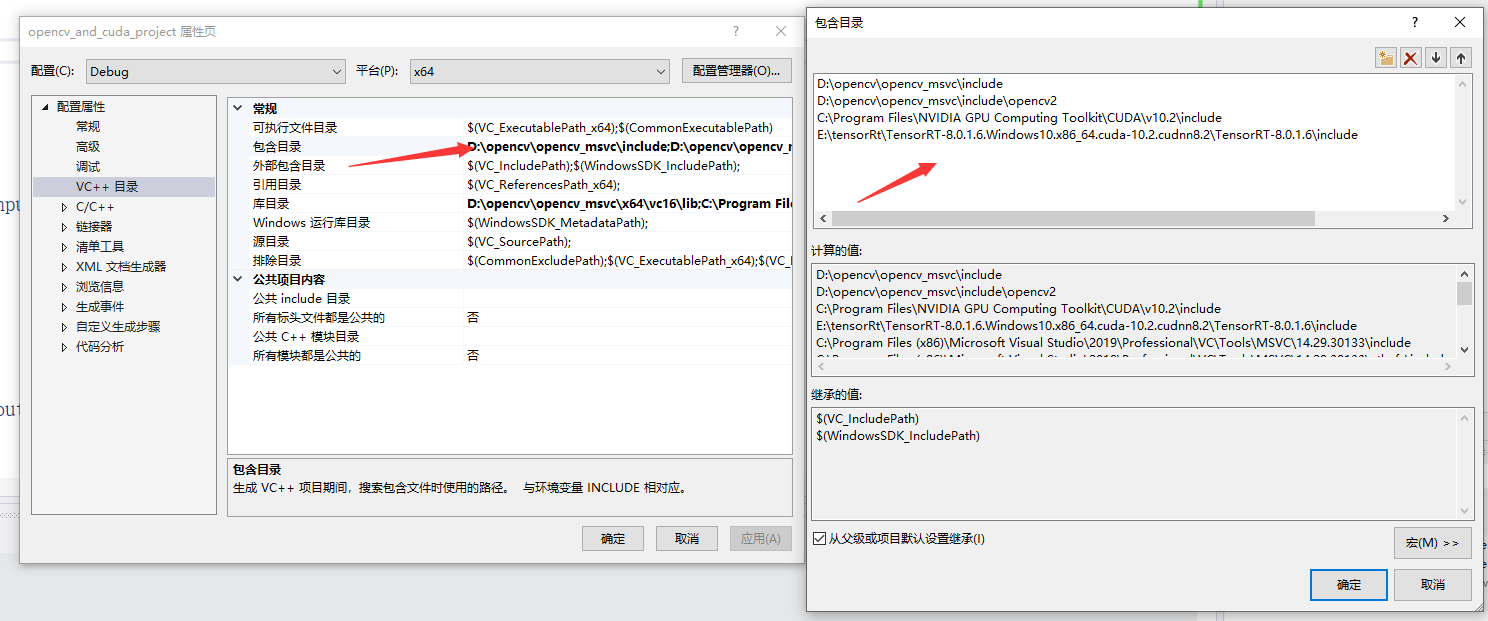 opencv_and_cuda_project 属性页
配置(C):
Debug
平台(P):
x64
配置管理器(O)...
配置属性
常规
高级
调试
VC++ 目录
C/C++
链接器
清单工具
XML 文档生成器
浏览信息
生成事件
自定义生成步骤
代码分析
常规
可执行文件目录 $(VC_ExecutablePath_x64);$(CommonExecutablePath)
包含目录 D:\opencv\opencv_msvc\include;D:\opencv\opencv_n
外部包含目录 $(VC_IncludePath);$(WindowsSDK_IncludePath);
引用目录 $(VC_ReferencesPath_x64);
库目录 D:\opencv\opencv_msvc\x64\vc16\lib;C:\Program File
Windows 运行库目录 $(WindowsSDK_MetadataPath);
源目录 $(VC_SourcePath);
排除目录 $(CommonExcludePath);$(VC_ExecutablePath_x64);$(VC_I
公共项目内容
公共 include 目录
所有标头文件都是公共的 否
公共 C++ 模块目录
所有模块都是公共的 否
包含目录
生成 VC++ 项目期间，搜索包含文件时使用的路径。 与环境变量 INCLUDE 相对应。
确定
取消
应用(A)
包含目录
D:\opencv\opencv_msvc\include
D:\opencv\opencv_msvc\include\opencv2
C:\Program Files\NVIDIA GPU Computing Toolkit\CUDA\v10.2\include
E:\tensorRt\TensorRT-8.0.1.6.Windows10.x86_64.cuda-10.2.cudnn8.2\TensorRT-8.0.1.6\include
计算的值:
D:\opencv\opencv_msvc\include
D:\opencv\opencv_msvc\include\opencv2
C:\Program Files\NVIDIA GPU Computing Toolkit\CUDA\v10.2\include
E:\tensorRt\TensorRT-8.0.1.6.Windows10.x86_64.cuda-10.2.cudnn8.2\TensorRT-8.0.1.6\include
C:\Program Files (x86)\Microsoft Visual Studio\2019\Professional\VC\Tools\MSVC\14.29.30133\include
继承的值:
$(VC_IncludePath)
$(WindowsSDK_IncludePath)
从父级或项目默认设置继承(I)
宏(M) >>
确定
取消